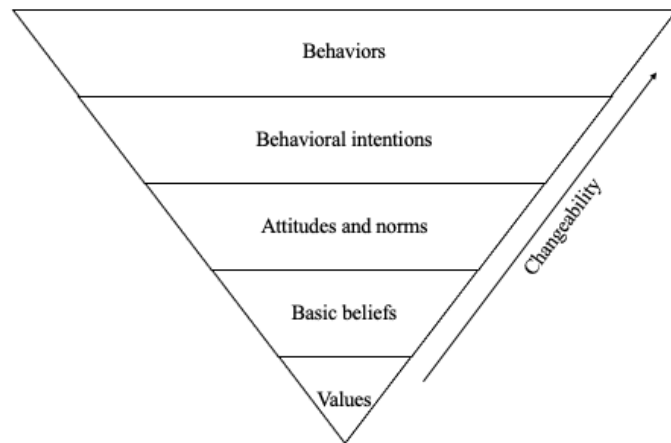 Behaviors
Behavioral intentions
Attitudes and norms
Basic beliefs
Values
Changeability